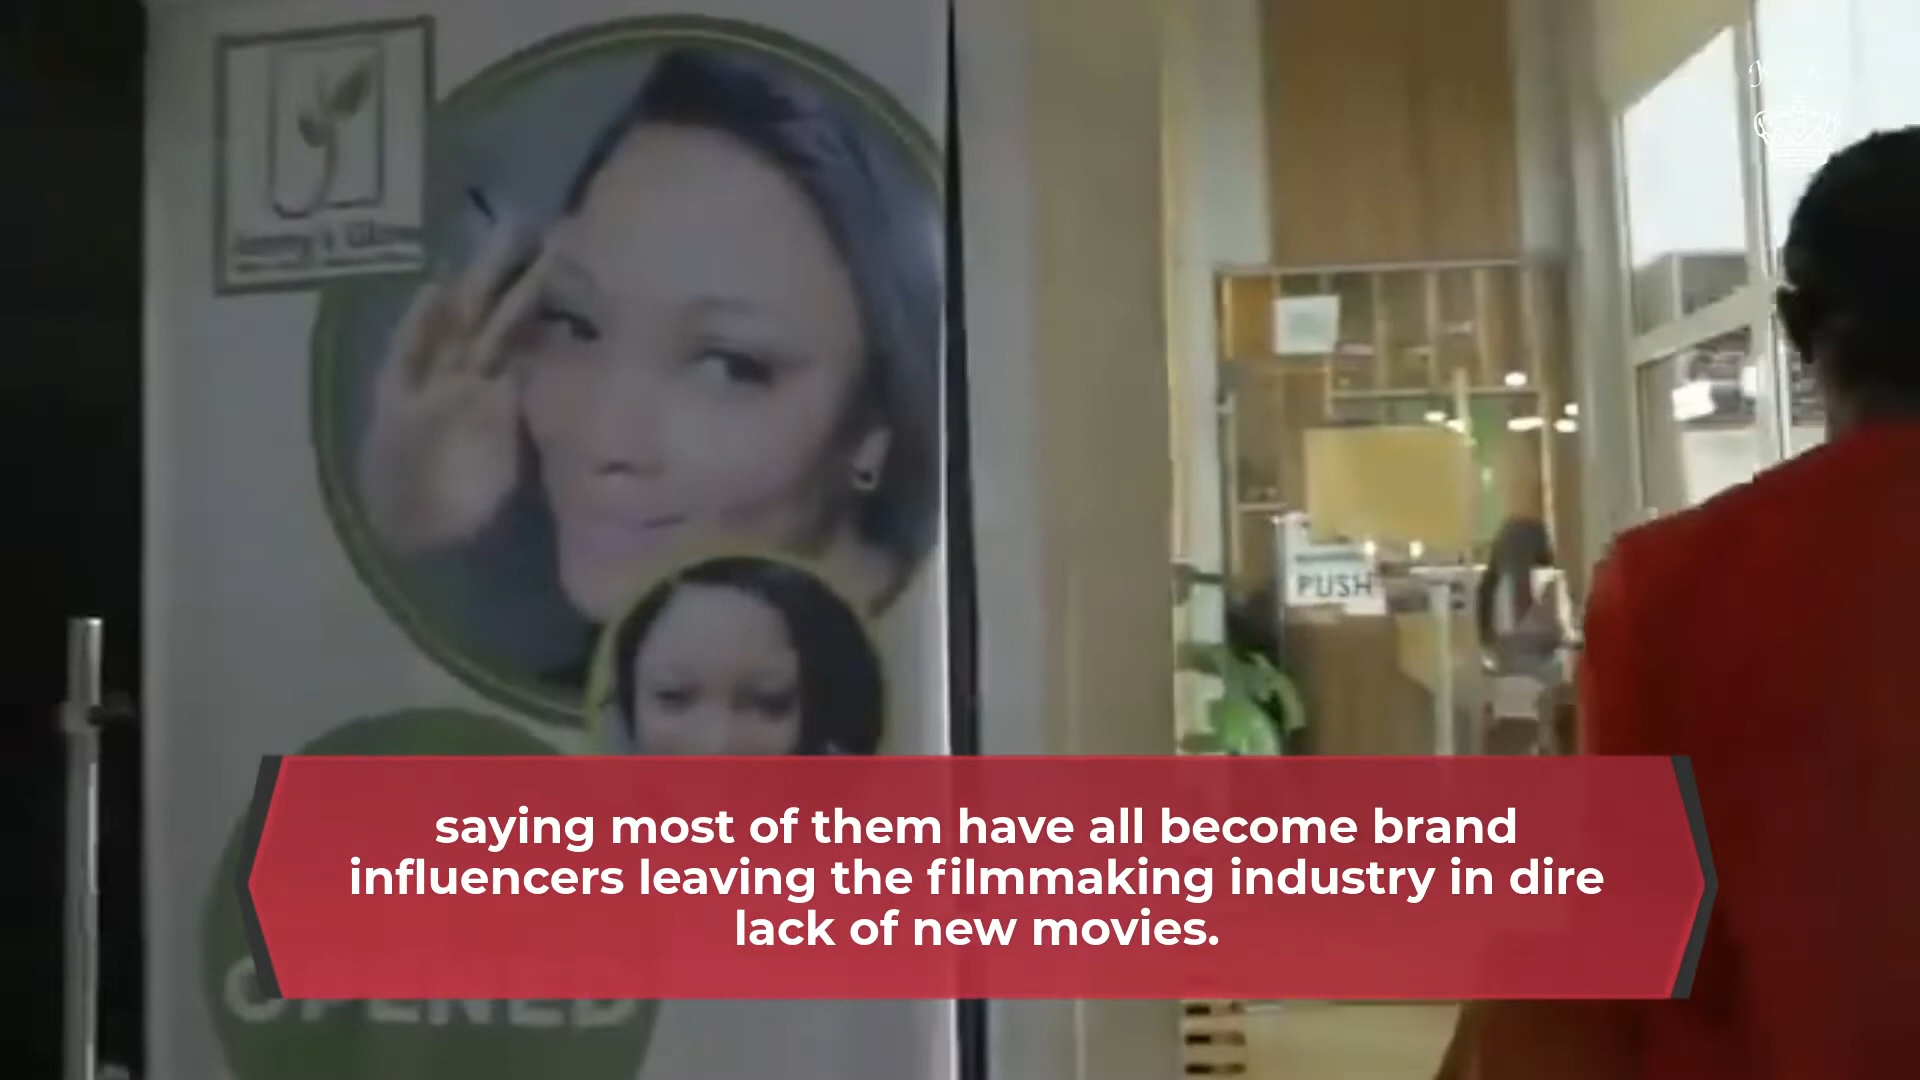 PUSH
saying most of them have all become brand
influencers leaving the filmmaking industry in dire
lack of new movies.
OPENED